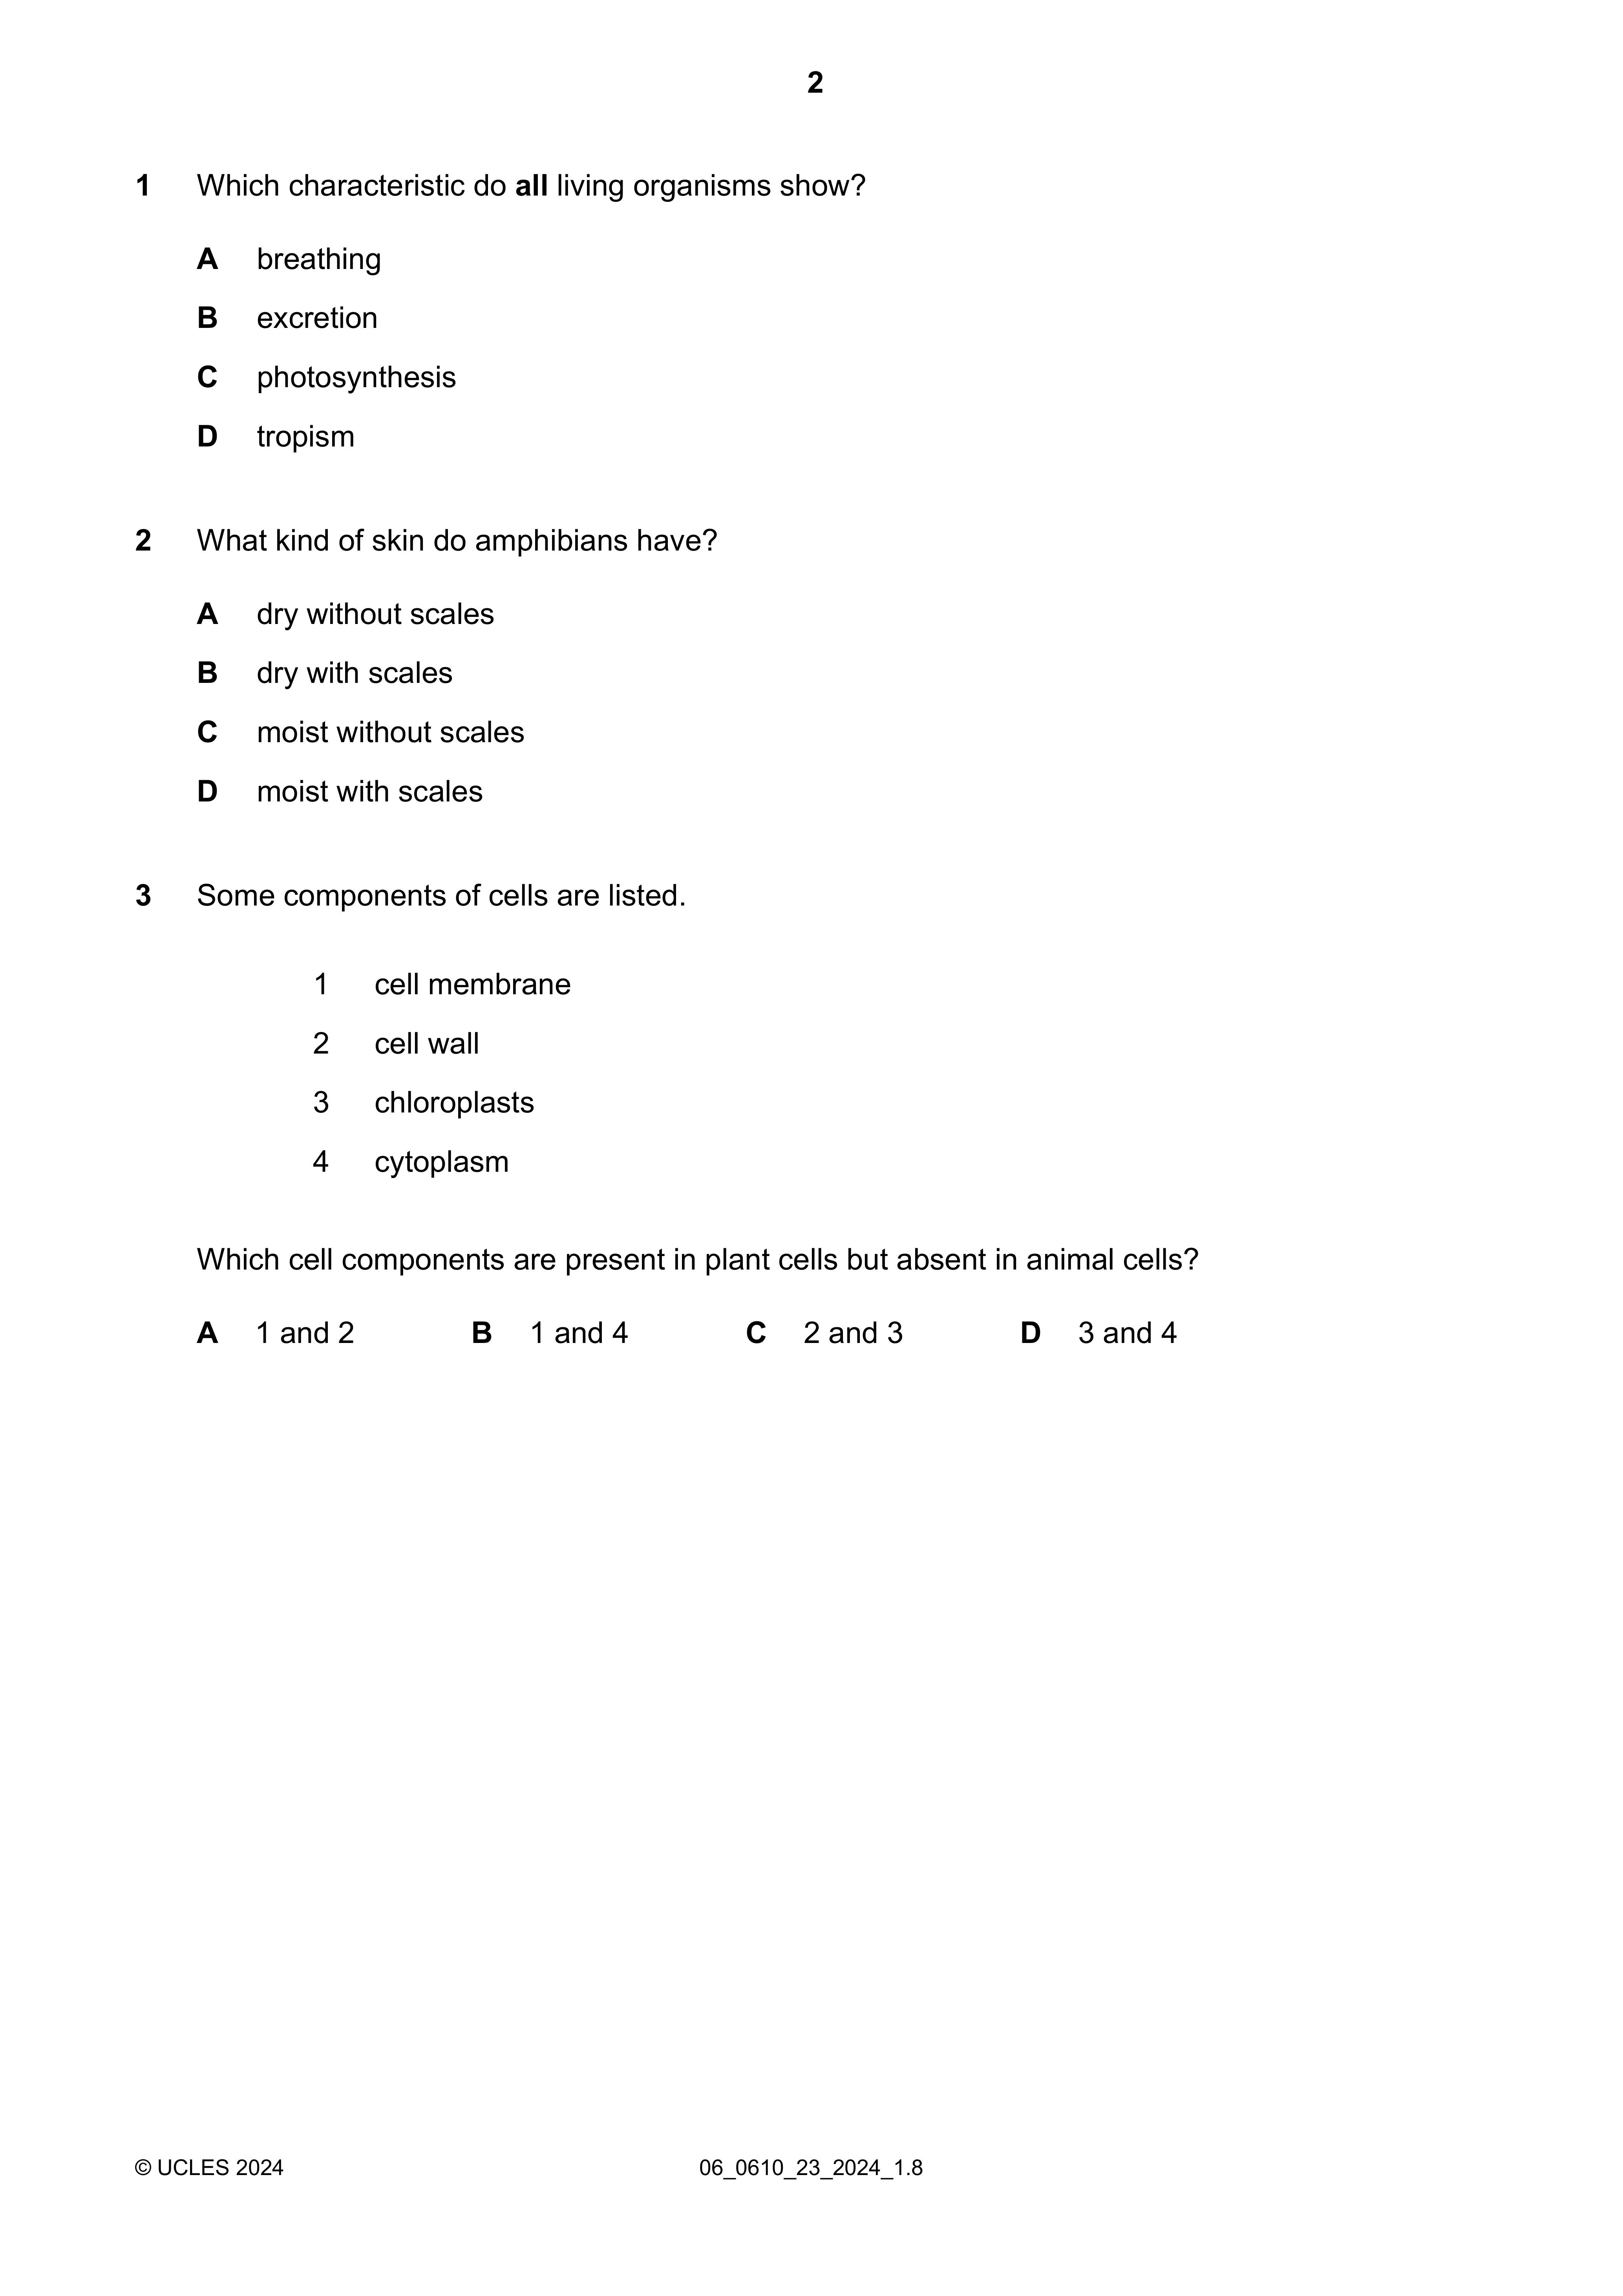 2
1 Which characteristic do all living organisms show?
A breathing
B excretion
C photosynthesis
D tropism
2 What kind of skin do amphibians have?
A dry without scales
B dry with scales
C moist without scales
D moist with scales
3 Some components of cells are listed.
1 cell membrane
2 cell wall
3 chloroplasts
4 cytoplasm
Which cell components are present in plant cells but absent in animal cells?
A 1 and 2 B 1 and 4 C 2 and 3 D 3 and 4
© UCLES 2024 06_0610_23_2024_1.8